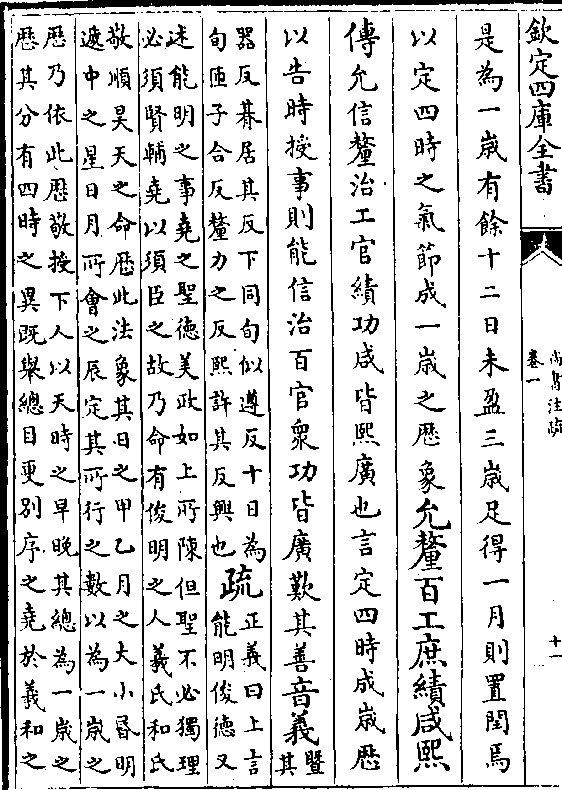 欽定四庫全書
尚書注疏
卷一
十一
是為一嵗有餘十二日未盈三嵗足得一月則置閏焉
以定四時之氣節成一嵗之厯象允釐百工庶績咸熙
傳允信釐治工官績功咸皆熙廣也言定四時成嵗厯
以告時授事則能信治百官衆功皆廣歎其善音義暨其
器反朞居其反下同旬似遵反十日為
旬匝子合反釐力之反熙許其反興也疏正義曰上言
能明俊德又
述能明之事堯之聖德美政如上所陳但聖不必獨理
必須賢輔堯以須臣之故乃命有俊明之人羲氏和氏
敬順昊天之命厯此法象其日之甲乙月之大小昬明
遞中之星日月所會之辰定其所行之數以為一嵗之
厯乃依此厯敬授下人以天時之早晚其總為一嵗之
厯其分有四時之異既舉總目更别序之堯於羲和之